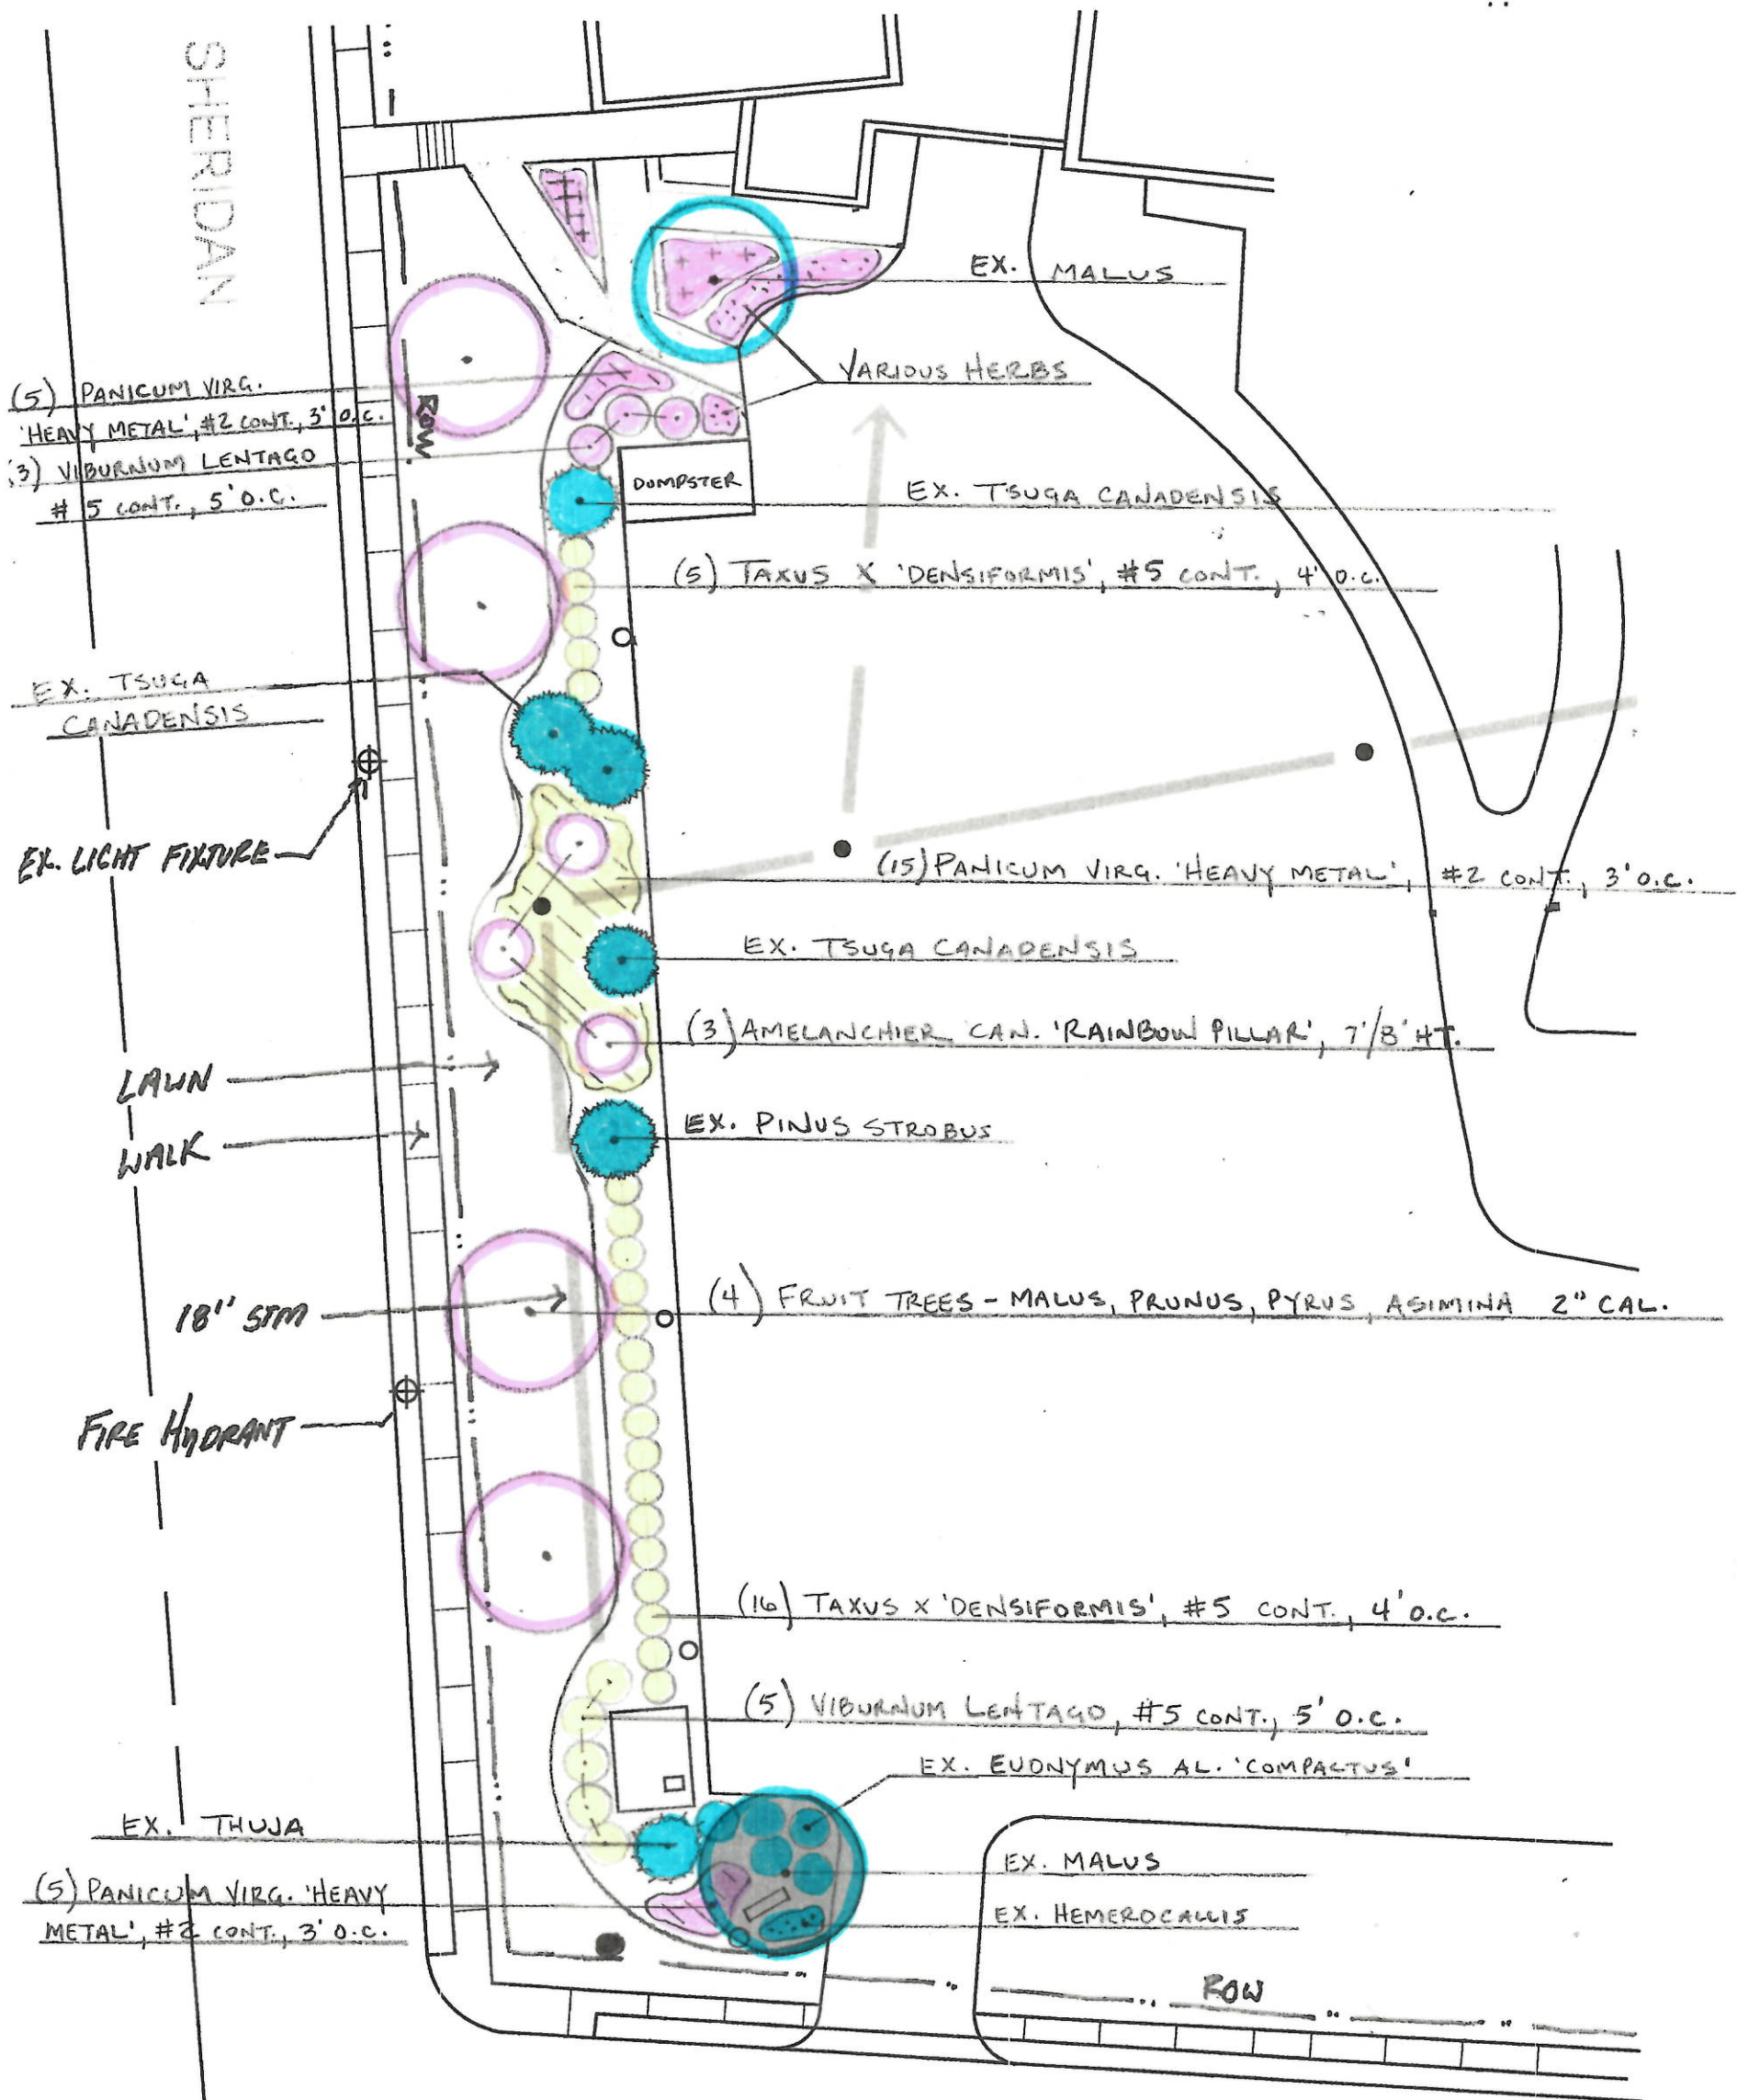 SHERIDAN
EX. MALUS
VARIOUS HERBS
(5) PANICUM VIRG.
'HEAVY METAL', #2 CONT., 3' O.C.
ROW
(3) VIBURNUM LENTAGO
# 5 CONT., 5' O.C.
DUMPSTER
EX. TSUGA CANADENSIS
(5) TAXUS X 'DENSIFORMIS', #5 CONT., 4' O.C.
EX. TSUGA
CANADENSIS
EX. LIGHT FIXTURE
(15) PANICUM VIRG. 'HEAVY METAL', #2 CONT., 3' O.C.
EX. TSUGA CANADENSIS
(3) AMELANCHIER CAN. 'RAINBOW PILLAR', 7'/8' HT.
LAWN
EX. PINUS STROBUS
WALK
(4) FRUIT TREES - MALUS, PRUNUS, PYRUS, ASIMINA 2" CAL.
18" STM
FIRE HYDRANT
(16) TAXUS X 'DENSIFORMIS', #5 CONT., 4' O.C.
(5) VIBURNUM LENTAGO, #5 CONT., 5' O.C.
EX. EUONYMUS AL. 'COMPACTUS'
EX. THUJA
EX. MALUS
(5) PANICUM VIRG. 'HEAVY
METAL', #2 CONT., 3' O.C.
EX. HEMEROCALLIS
ROW